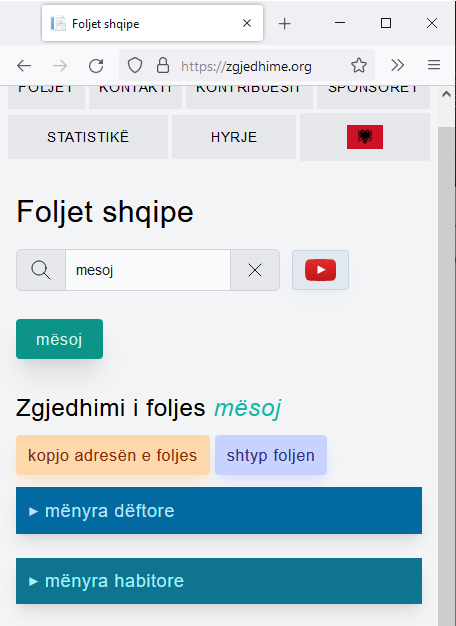 Foljet shqipe
https://zgjedhime.org
FOLJET KONTAKTI KONTRIBUESIT SPONSORËT
STATISTIKË HYRJE
Foljet shqipe
mesoj
mësoj
Zgjedhimi i foljes mësoj
kopjo adresën e foljes shtyp foljen
▸ mënyra dëftore
▸ mënyra habitore